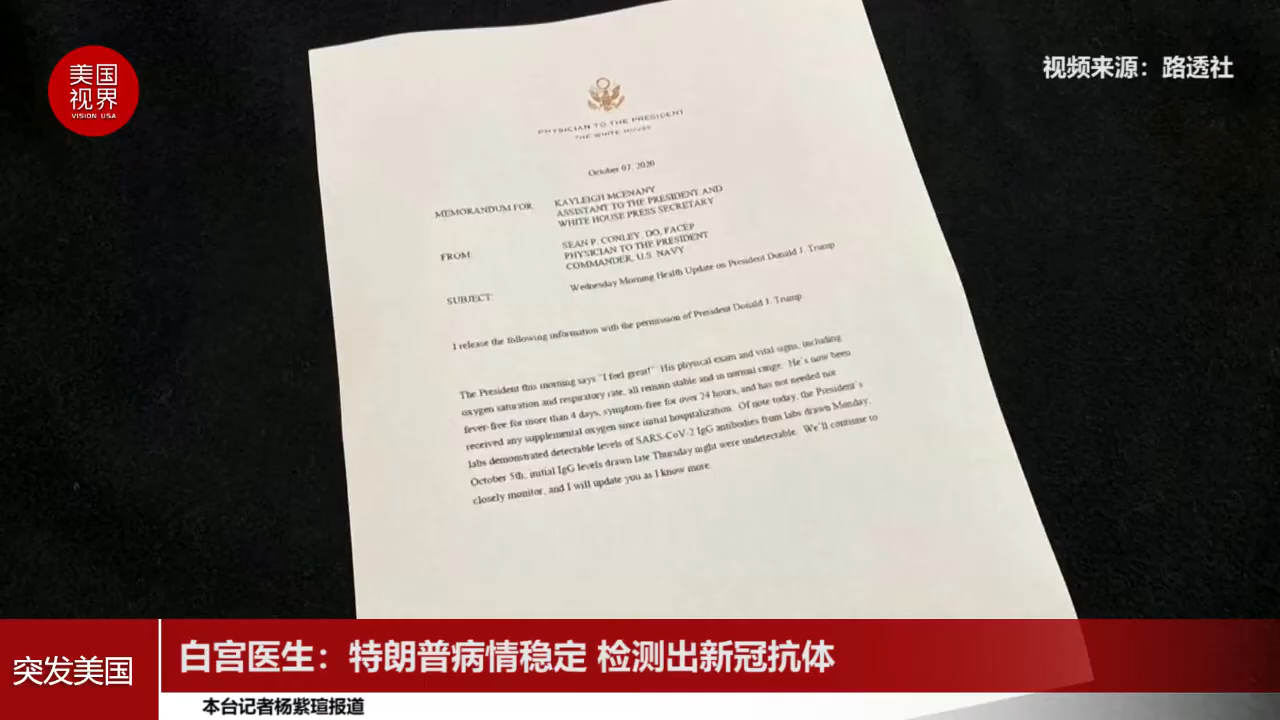 美国
视界
VISION USA
视频来源：路透社
PHYSICIAN TO THE PRESIDENT
THE WHITE HOUSE
October 07, 2020
MEMORANDUM FOR: KAYLEIGH MCENANY
ASSISTANT TO THE PRESIDENT AND
WHITE HOUSE PRESS SECRETARY
FROM: SEAN P. CONLEY, DO, FACEP
PHYSICIAN TO THE PRESIDENT
COMMANDER, U.S. NAVY
SUBJECT: Wednesday Morning Health Update on President Donald J. Trump
I release the following information with the permission of President Donald J. Trump
The President this morning says "I feel great!" His physical exam and vital signs, including
oxygen saturation and respiratory rate, all remain stable and in normal range. He's now been
fever-free for more than 4 days, symptom-free for over 24 hours, and has not needed nor
received any supplemental oxygen since initial hospitalization. Of note today, the President's
labs demonstrated detectable levels of SARS-CoV-2 IgG antibodies from labs drawn Monday,
October 5th; initial IgG levels drawn late Thursday night were undetectable. We'll continue to
closely monitor, and I will update you as I know more.
突发美国
白宫医生：特朗普病情稳定 检测出新冠抗体
本台记者杨紫瑄报道